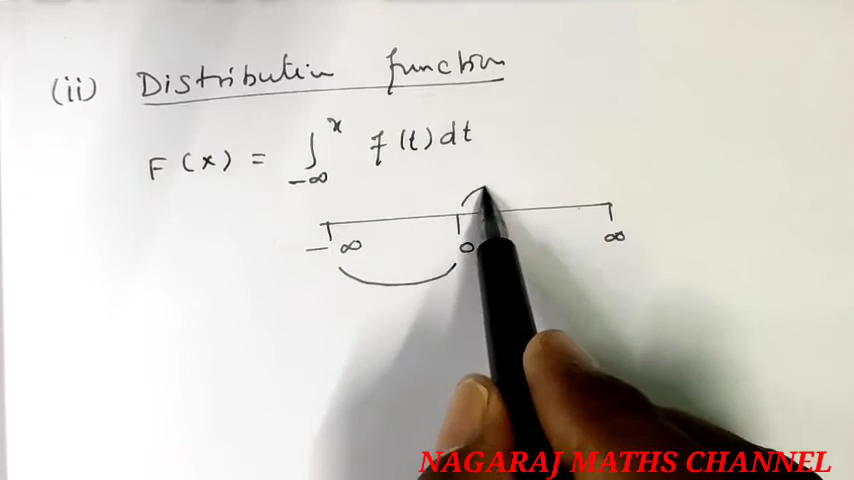 (ii) Distribution function
F(x) = ∫_{-∞}^{x} f(t) dt
-∞ 0 ∞
NAGARAJ MATHS CHANNEL